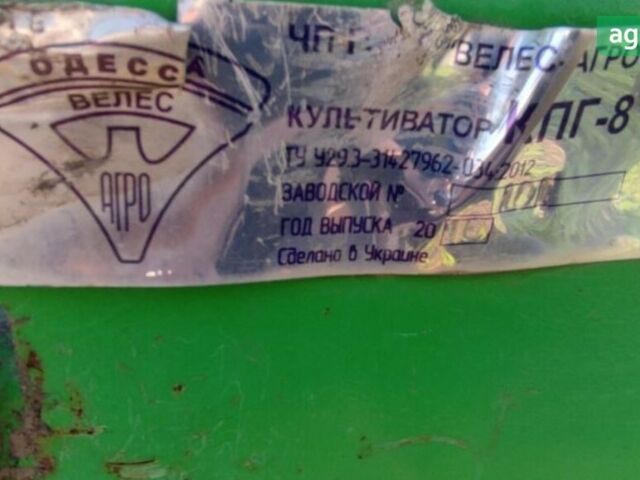 ОДЕССА
ВЕЛЕС
АГРО
ЧП ВЕЛЕС-АГРО
КУЛЬТИВАТОР КПГ-8
ТУ У29.3-31427962-034-2012
ЗАВОДСКОЙ №
ГОД ВЫПУСКА 20
Сделано в Украине
ag